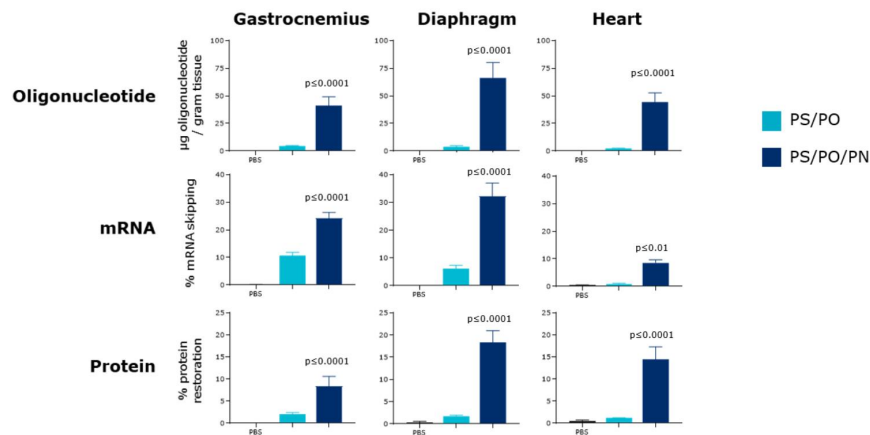 Gastrocnemius Diaphragm Heart
Oligonucleotide
µg oligonucleotide
/ gram tissue
100 75 50 25 0
p≤0.0001
PBS
100 75 50 25 0
p≤0.0001
PBS
100 75 50 25 0
p≤0.0001
PBS
PS/PO
PS/PO/PN
mRNA
% mRNA skipping
40 30 20 10 0
p≤0.0001
PBS
40 30 20 10 0
p≤0.0001
PBS
40 30 20 10 0
p≤0.01
PBS
Protein
% protein
restoration
25 20 15 10 5 0
p≤0.0001
PBS
25 20 15 10 5 0
p≤0.0001
PBS
25 20 15 10 5 0
p≤0.0001
PBS